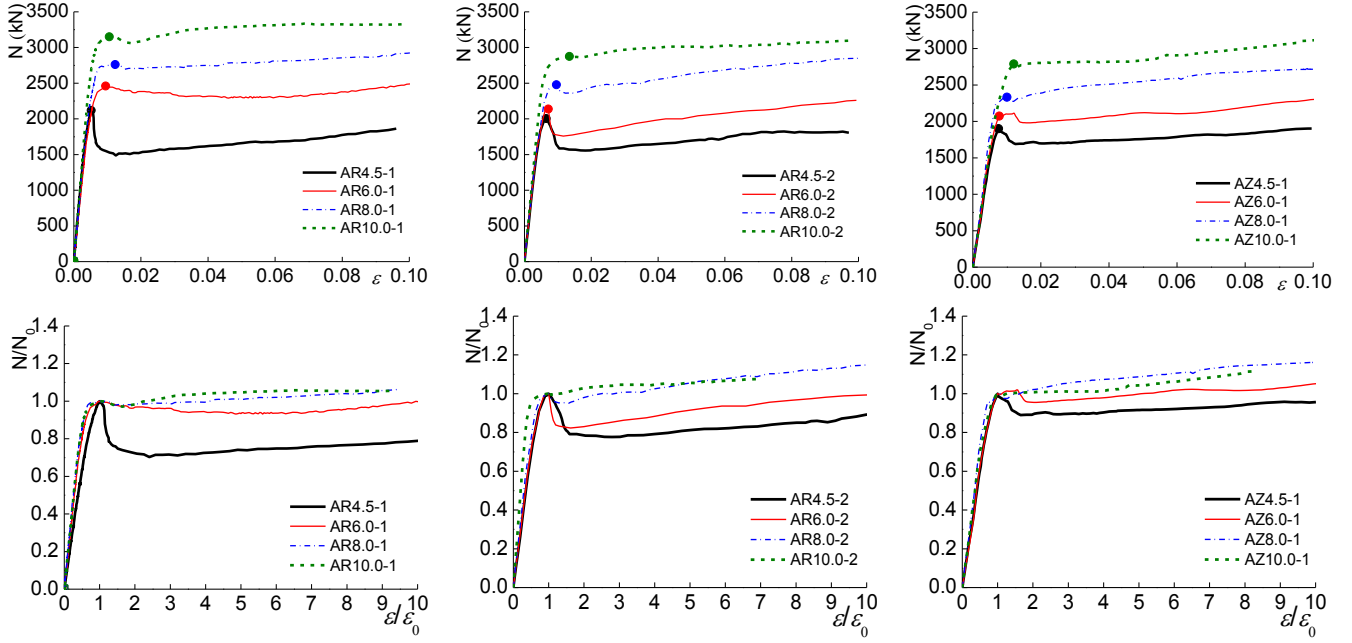 N (kN)
3500
3000
2500
2000
1500
1000
500
0
0.00 0.02 0.04 0.06 0.08 0.10
ε
AR4.5-1
AR6.0-1
AR8.0-1
AR10.0-1
N (kN)
3500
3000
2500
2000
1500
1000
500
0
0.00 0.02 0.04 0.06 0.08 0.10
ε
AR4.5-2
AR6.0-2
AR8.0-2
AR10.0-2
N (kN)
3500
3000
2500
2000
1500
1000
500
0
0.00 0.02 0.04 0.06 0.08 0.10
ε
AZ4.5-1
AZ6.0-1
AZ8.0-1
AZ10.0-1
N/N₀
1.4
1.2
1.0
0.8
0.6
0.4
0.2
0.0
0 1 2 3 4 5 6 7 8 9 10
ε/ε₀
AR4.5-1
AR6.0-1
AR8.0-1
AR10.0-1
N/N₀
1.4
1.2
1.0
0.8
0.6
0.4
0.2
0.0
0 1 2 3 4 5 6 7 8 9 10
ε/ε₀
AR4.5-2
AR6.0-2
AR8.0-2
AR10.0-2
N/N₀
1.4
1.2
1.0
0.8
0.6
0.4
0.2
0.0
0 1 2 3 4 5 6 7 8 9 10
ε/ε₀
AZ4.5-1
AZ6.0-1
AZ8.0-1
AZ10.0-1